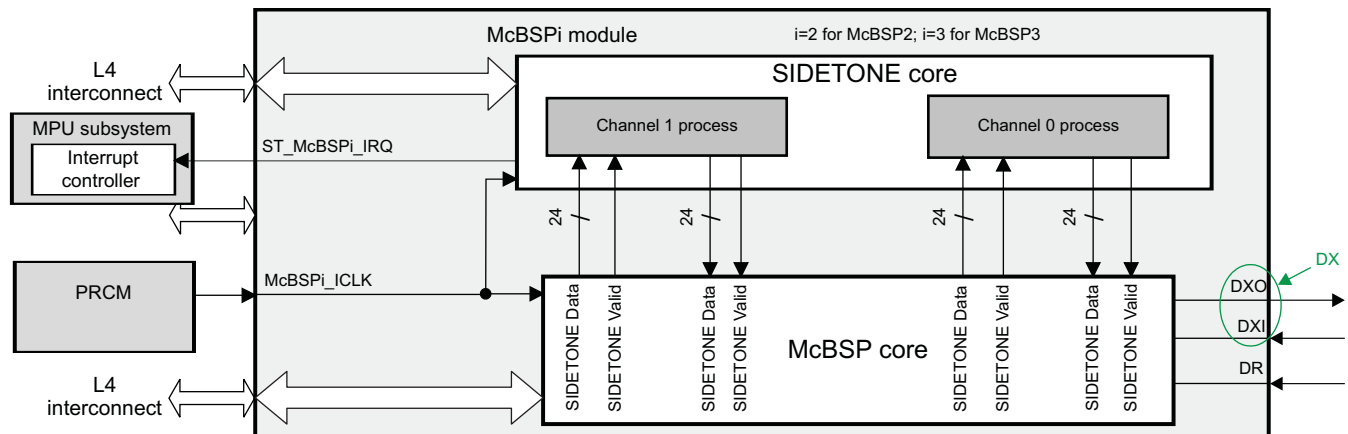 McBSPi module
i=2 for McBSP2; i=3 for McBSP3
L4
interconnect
SIDETONE core
MPU subsystem
Interrupt
controller
ST_McBSPi_IRQ
Channel 1 process
Channel 0 process
24
24
24
24
PRCM
McBSPi_ICLK
SIDETONE Data
SIDETONE Valid
SIDETONE Data
SIDETONE Valid
SIDETONE Data
SIDETONE Valid
SIDETONE Data
SIDETONE Valid
McBSP core
DX
DXO
DXI
DR
L4
interconnect